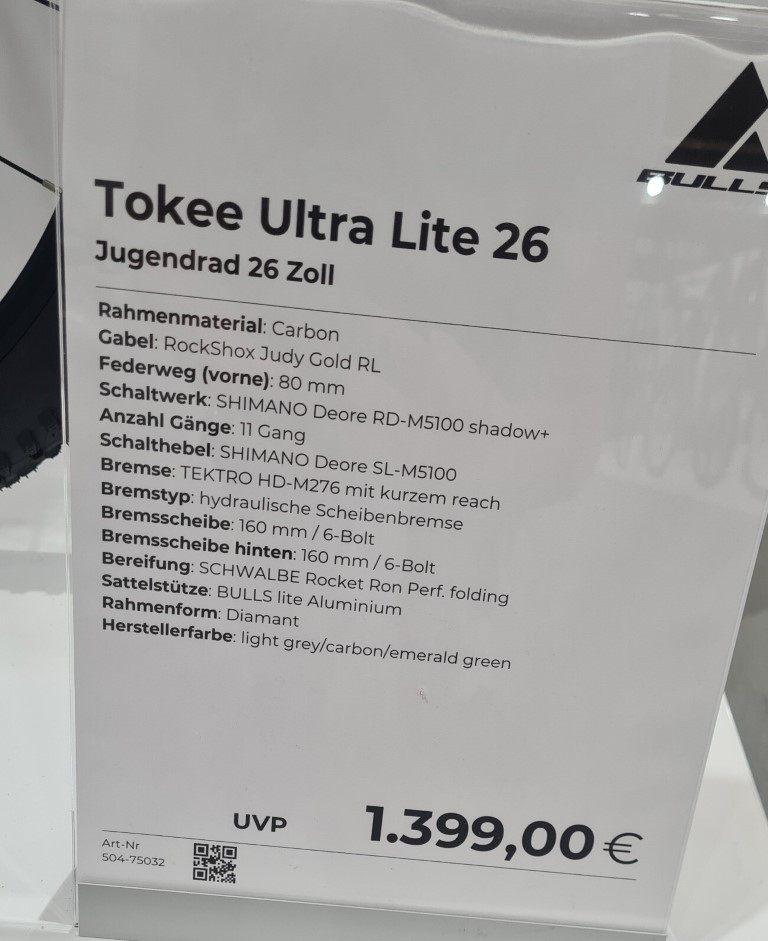 BULLS
Tokee Ultra Lite 26
Jugendrad 26 Zoll
Rahmenmaterial: Carbon
Gabel: RockShox Judy Gold RL
Federweg (vorne): 80 mm
Schaltwerk: SHIMANO Deore RD-M5100 shadow+
Anzahl Gänge: 11 Gang
Schalthebel: SHIMANO Deore SL-M5100
Bremse: TEKTRO HD-M276 mit kurzem reach
Bremstyp: hydraulische Scheibenbremse
Bremsscheibe: 160 mm / 6-Bolt
Bremsscheibe hinten: 160 mm / 6-Bolt
Bereifung: SCHWALBE Rocket Ron Perf. folding
Sattelstütze: BULLS lite Aluminium
Rahmenform: Diamant
Herstellerfarbe: light grey/carbon/emerald green
UVP 1.399,00 €
Art-Nr
504-75032